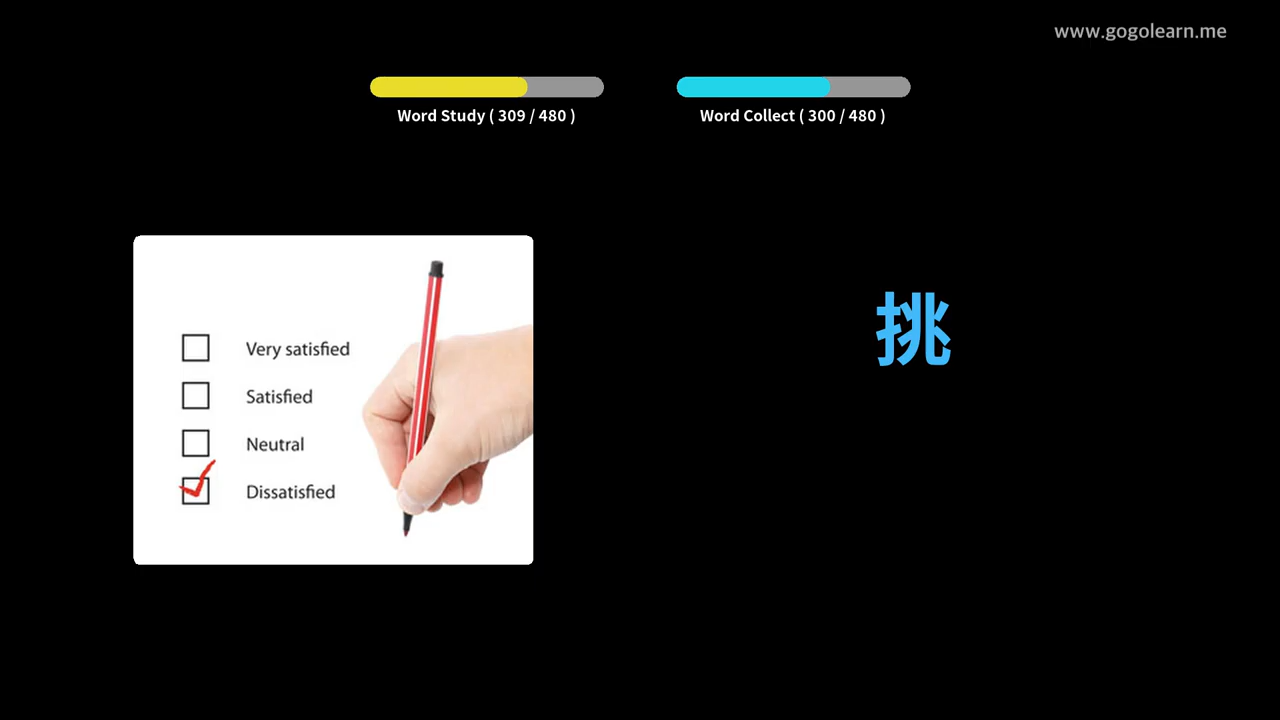 www.gogolearn.me
Word Study ( 309 / 480 )
Word Collect ( 300 / 480 )
挑
Very satisfied
Satisfied
Neutral
Dissatisfied